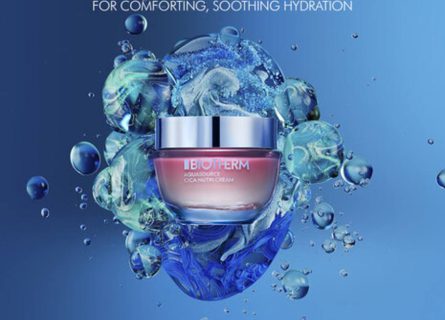 FOR COMFORTING, SOOTHING HYDRATION
BIOTHERM
AQUASOURCE
CICA NUTRI CREAM